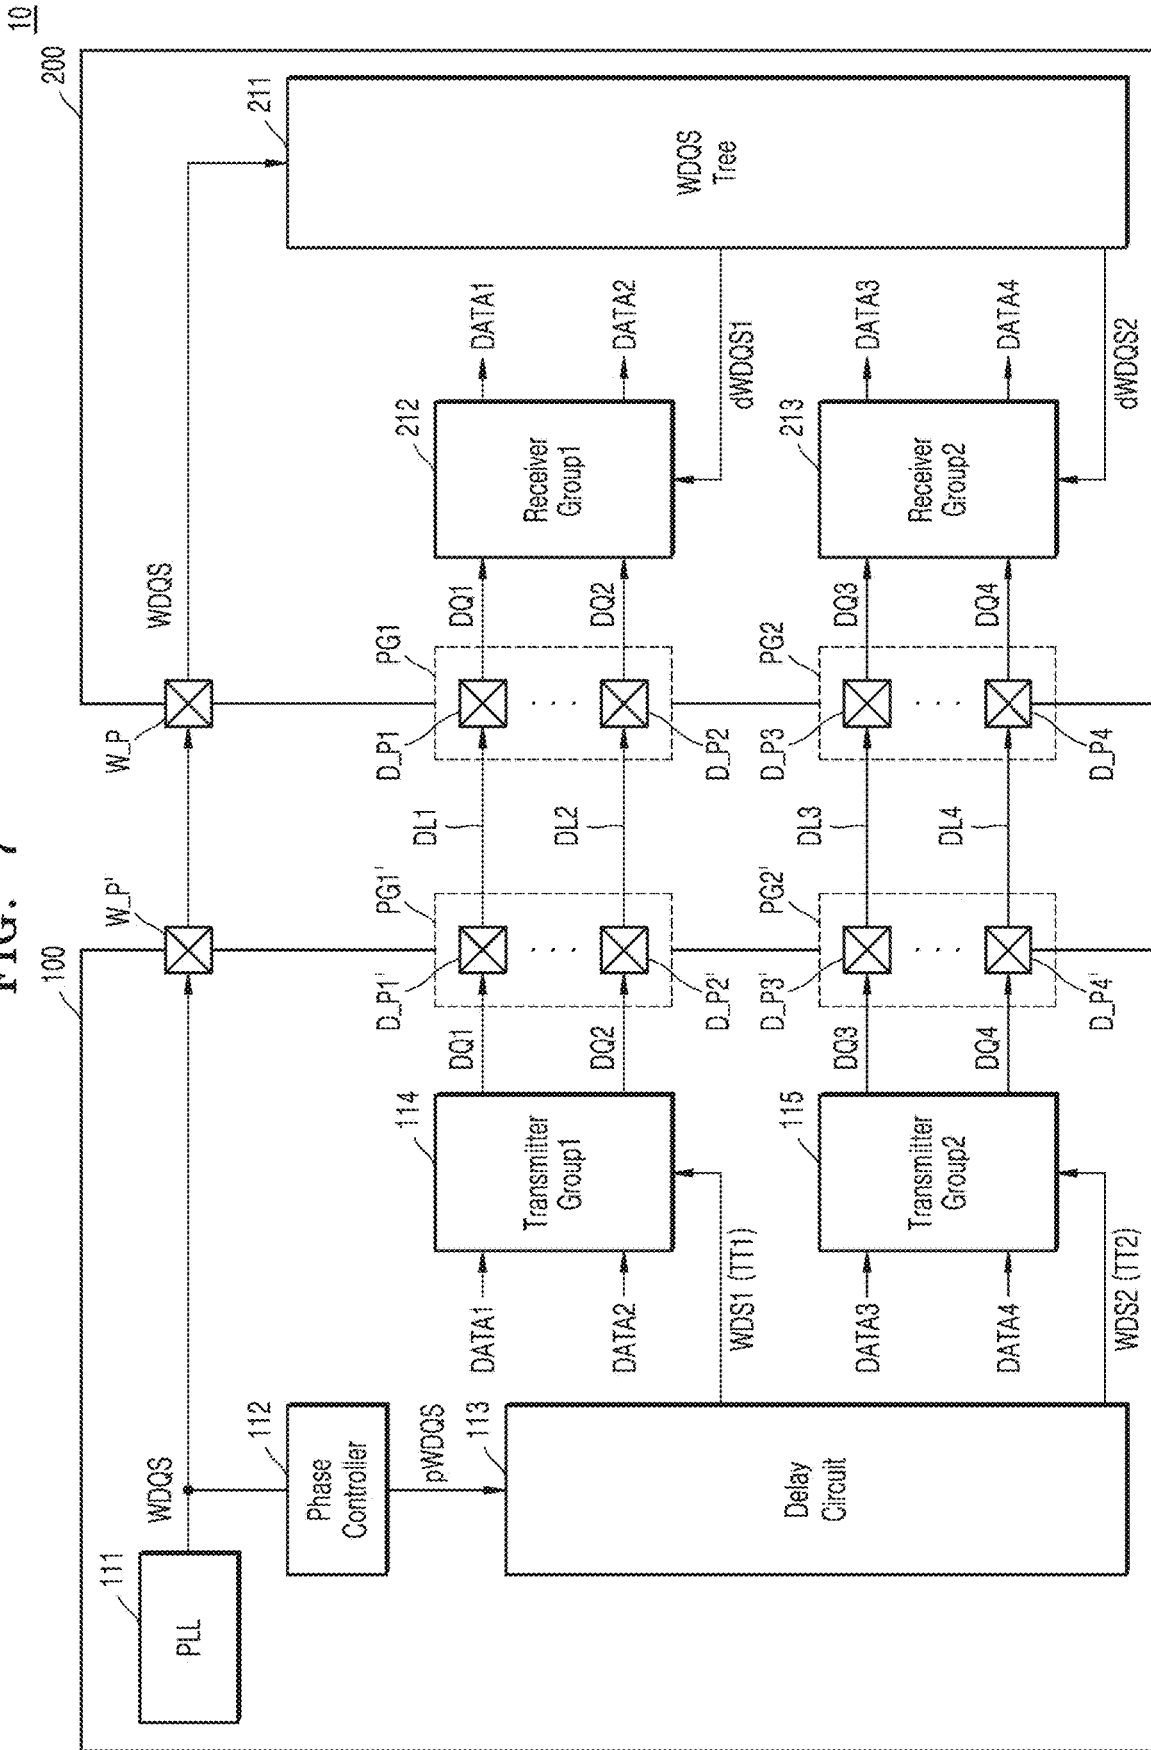 FIG. 7
10
100
200
111
PLL
WDQS
W_P'
W_P
WDQS
112
Phase
Controller
pWDQS
113
Delay
Circuit
211
WDQS
Tree
DATA1
DATA2
114
Transmitter
Group1
WDS1 (TT1)
DQ1
DQ2
D_P1'
PG1'
D_P2'
DL1
DL2
D_P1
PG1
D_P2
DQ1
DQ2
212
Receiver
Group1
DATA1
DATA2
dWDQS1
DATA3
DATA4
115
Transmitter
Group2
WDS2 (TT2)
DQ3
DQ4
D_P3'
PG2'
D_P4'
DL3
DL4
D_P3
PG2
D_P4
DQ3
DQ4
213
Receiver
Group2
DATA3
DATA4
dWDQS2